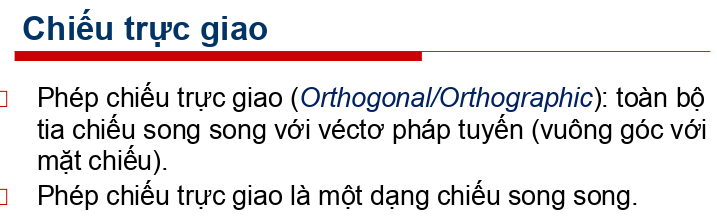 Chiếu trực giao
Phép chiếu trực giao (Orthogonal/Orthographic): toàn bộ
tia chiếu song song với véctơ pháp tuyến (vuông góc với
mặt chiếu).
Phép chiếu trực giao là một dạng chiếu song song.